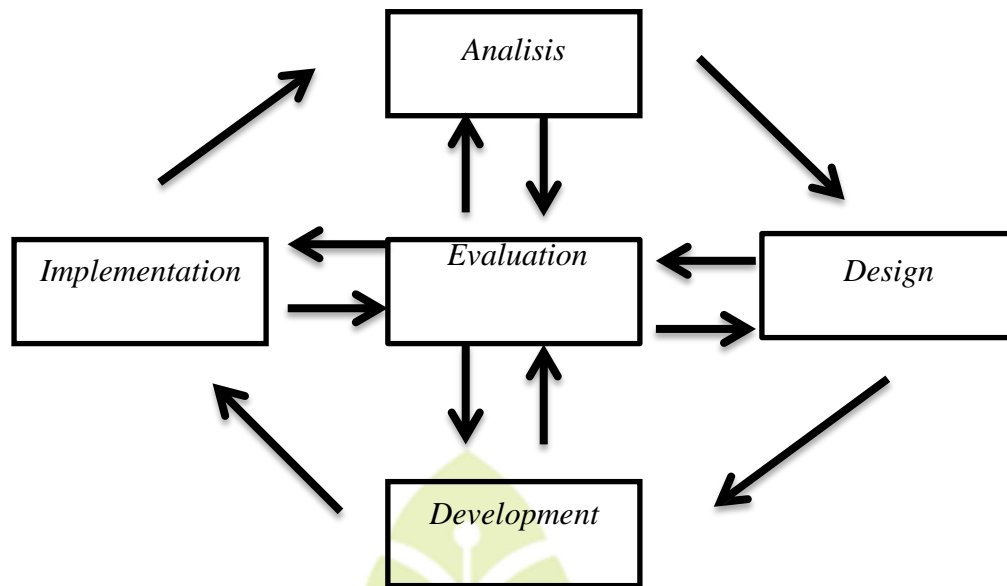 Analisis
Implementation
Evaluation
Design
Development